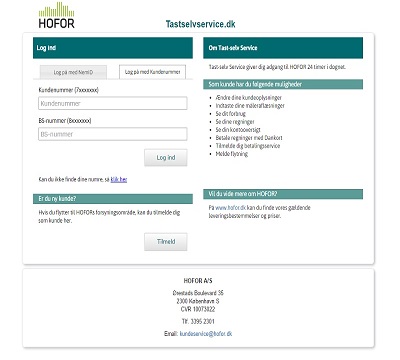 HOFOR
Tastselvservice.dk
Log ind
Log på med NemID
Log på med Kundenummer
Kundenummer (7xxxxxxx)
Kundenummer
BS-nummer (8xxxxxxx)
BS-nummer
Log ind
Kan du ikke finde dine numre, så klik her
Er du ny kunde?
Hvis du flytter til HOFORs forsyningsområde, kan du tilmelde dig
som kunde her.
Tilmeld
Om Tast-selv Service
Tast-selv Service giver dig adgang til HOFOR 24 timer i døgnet.
Som kunde har du følgende muligheder
Ændre dine kundeoplysninger
Indtaste dine måleraflæsninger
Se dit forbrug
Se dine regninger
Se din kontooversigt
Betale regninger med Dankort
Tilmelde dig betalingsservice
Melde flytning
Vil du vide mere om HOFOR?
På www.hofor.dk kan du finde vores gældende
leveringsbestemmelser og priser.
HOFOR A/S
Ørestads Boulevard 35
2300 København S
CVR 10073022
Tlf. 3395 2301
Email: kundeservice@hofor.dk